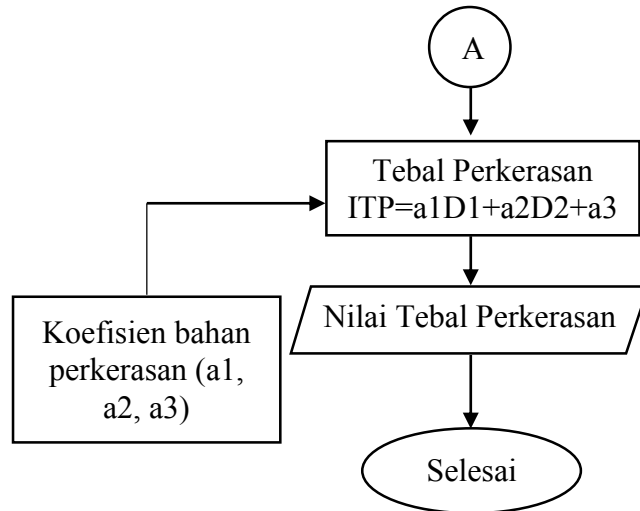 A
Tebal Perkerasan
ITP=a1D1+a2D2+a3
Nilai Tebal Perkerasan
Koefisien bahan
perkerasan (a1,
a2, a3)
Selesai